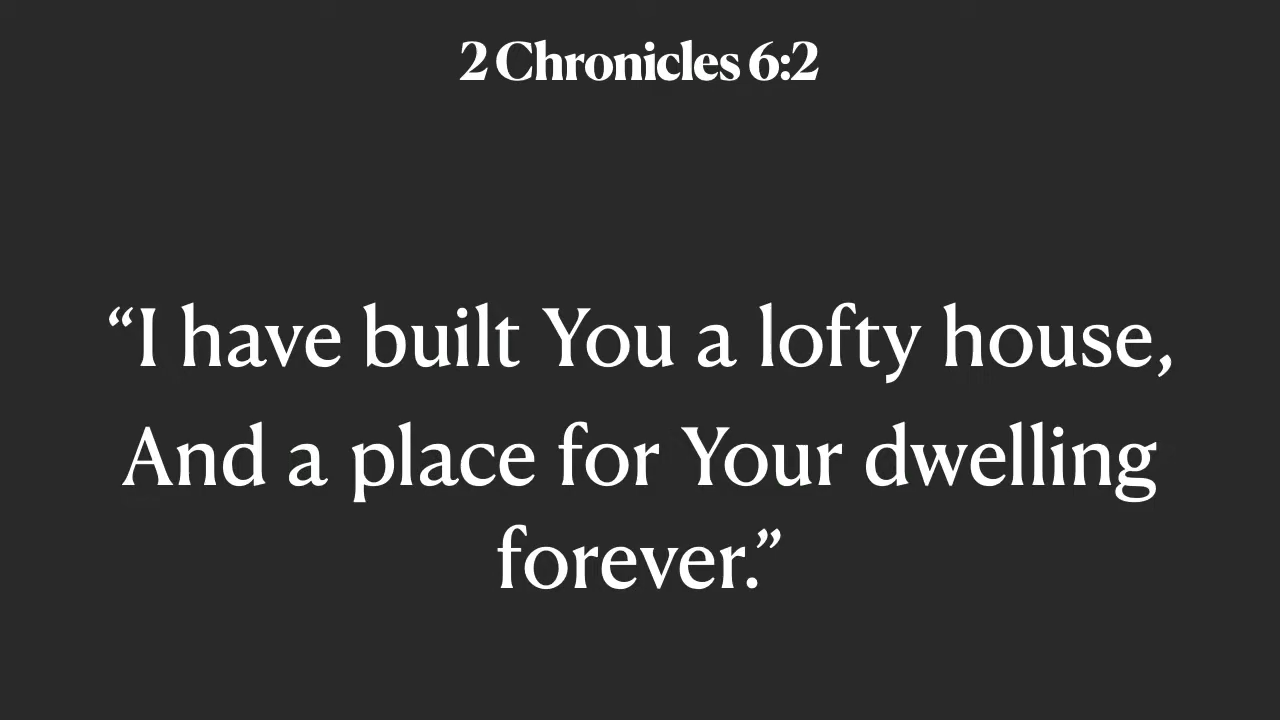 2 Chronicles 6:2
“I have built You a lofty house,
And a place for Your dwelling
forever.”